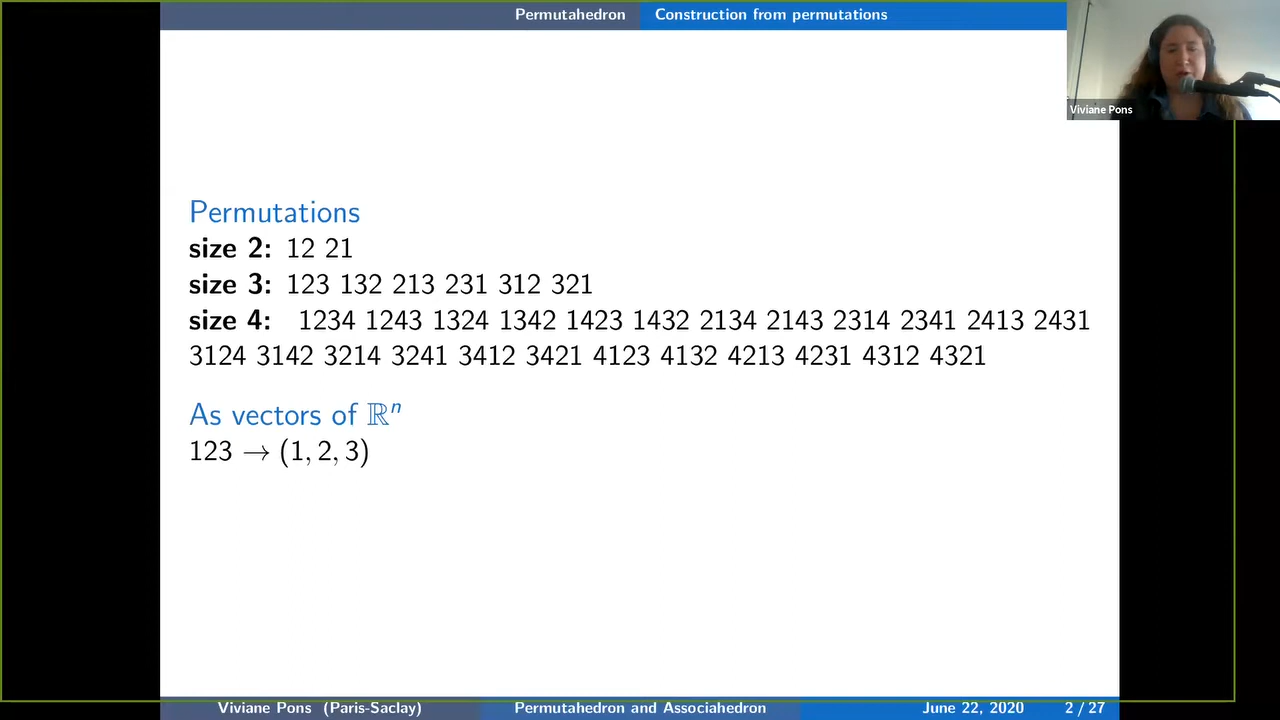 Permutahedron Construction from permutations
Viviane Pons
Permutations
size 2: 12 21
size 3: 123 132 213 231 312 321
size 4: 1234 1243 1324 1342 1423 1432 2134 2143 2314 2341 2413 2431
3124 3142 3214 3241 3412 3421 4123 4132 4213 4231 4312 4321
As vectors of ℝⁿ
123 → (1, 2, 3)
Viviane Pons (Paris-Saclay) Permutahedron and Associahedron June 22, 2020 2 / 27